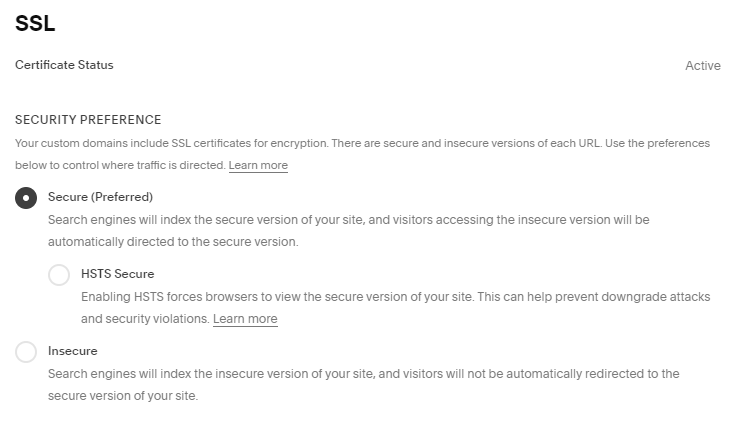 SSL
Certificate Status
Active
SECURITY PREFERENCE
Your custom domains include SSL certificates for encryption. There are secure and insecure versions of each URL. Use the preferences
below to control where traffic is directed. Learn more
Secure (Preferred)
Search engines will index the secure version of your site, and visitors accessing the insecure version will be
automatically directed to the secure version.
HSTS Secure
Enabling HSTS forces browsers to view the secure version of your site. This can help prevent downgrade attacks
and security violations. Learn more
Insecure
Search engines will index the insecure version of your site, and visitors will not be automatically redirected to the
secure version of your site.